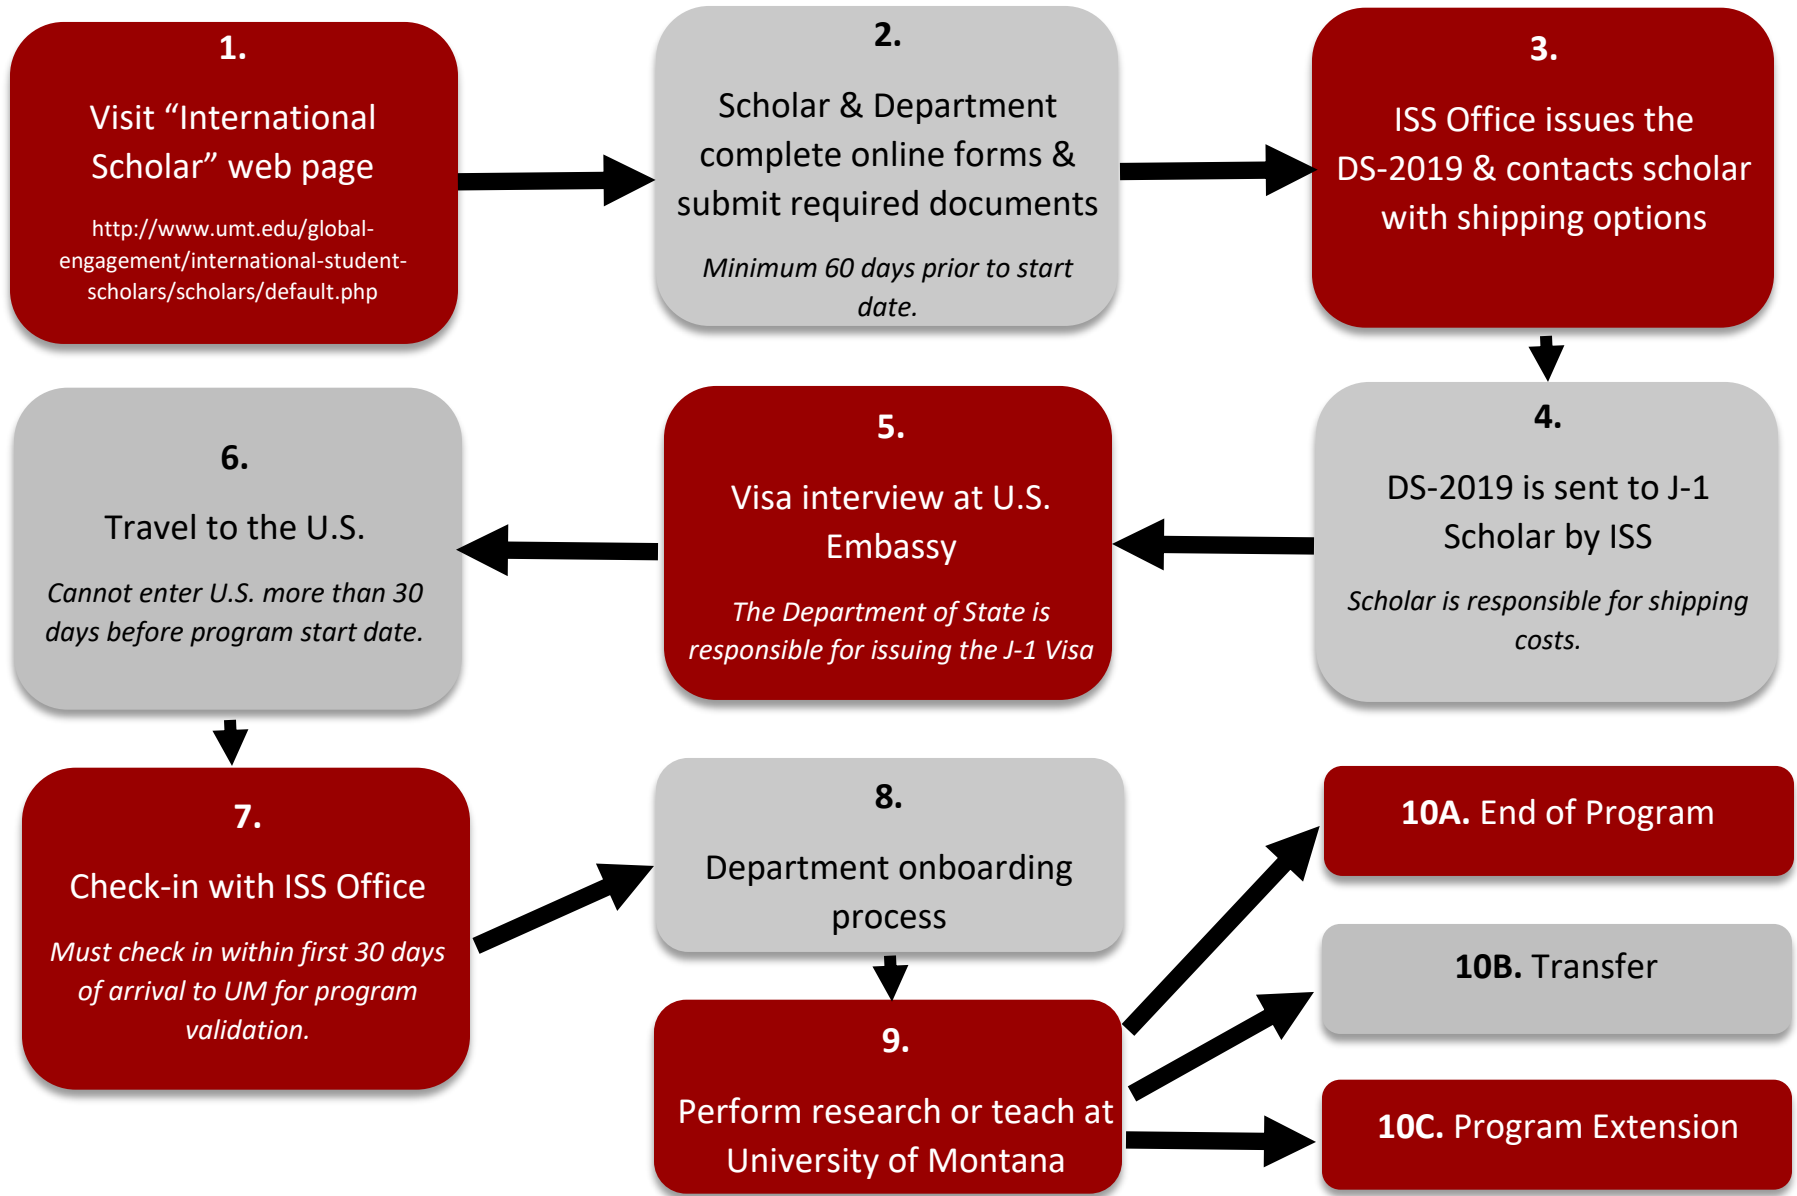 1.
Visit “International
Scholar” web page
http://www.umt.edu/global-
engagement/international-student-
scholars/scholars/default.php
2.
Scholar & Department
complete online forms &
submit required documents
Minimum 60 days prior to start
date.
3.
ISS Office issues the
DS-2019 & contacts scholar
with shipping options
4.
DS-2019 is sent to J-1
Scholar by ISS
Scholar is responsible for shipping
costs.
5.
Visa interview at U.S.
Embassy
The Department of State is
responsible for issuing the J-1 Visa
6.
Travel to the U.S.
Cannot enter U.S. more than 30
days before program start date.
7.
Check-in with ISS Office
Must check in within first 30 days
of arrival to UM for program
validation.
8.
Department onboarding
process
9.
Perform research or teach at
University of Montana
10A. End of Program
10B. Transfer
10C. Program Extension